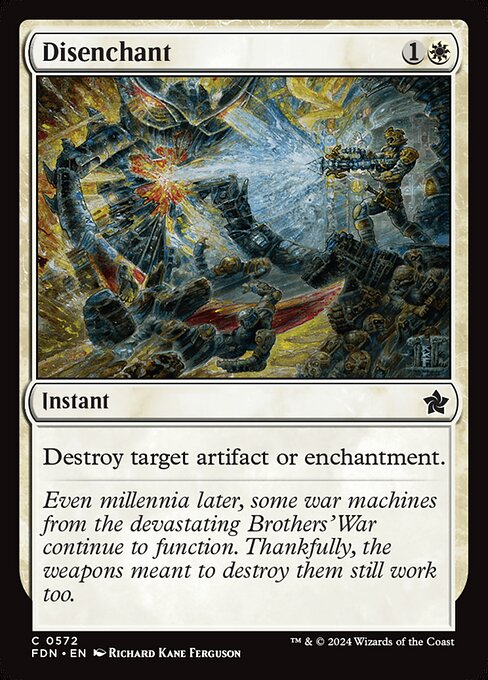 Disenchant 1
Instant
Destroy target artifact or enchantment.
Even millennia later, some war machines
from the devastating Brothers' War
continue to function. Thankfully, the
weapons meant to destroy them still work
too.
C 0572
FDN • EN Richard Kane Ferguson
™ & © 2024 Wizards of the Coast